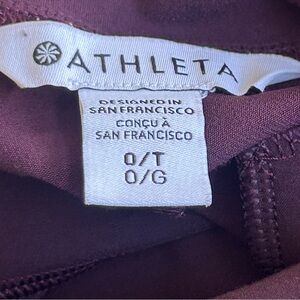 ATHLETA
DESIGNED IN
SAN FRANCISCO
CONÇU À
SAN FRANCISCO
0/T
0/G